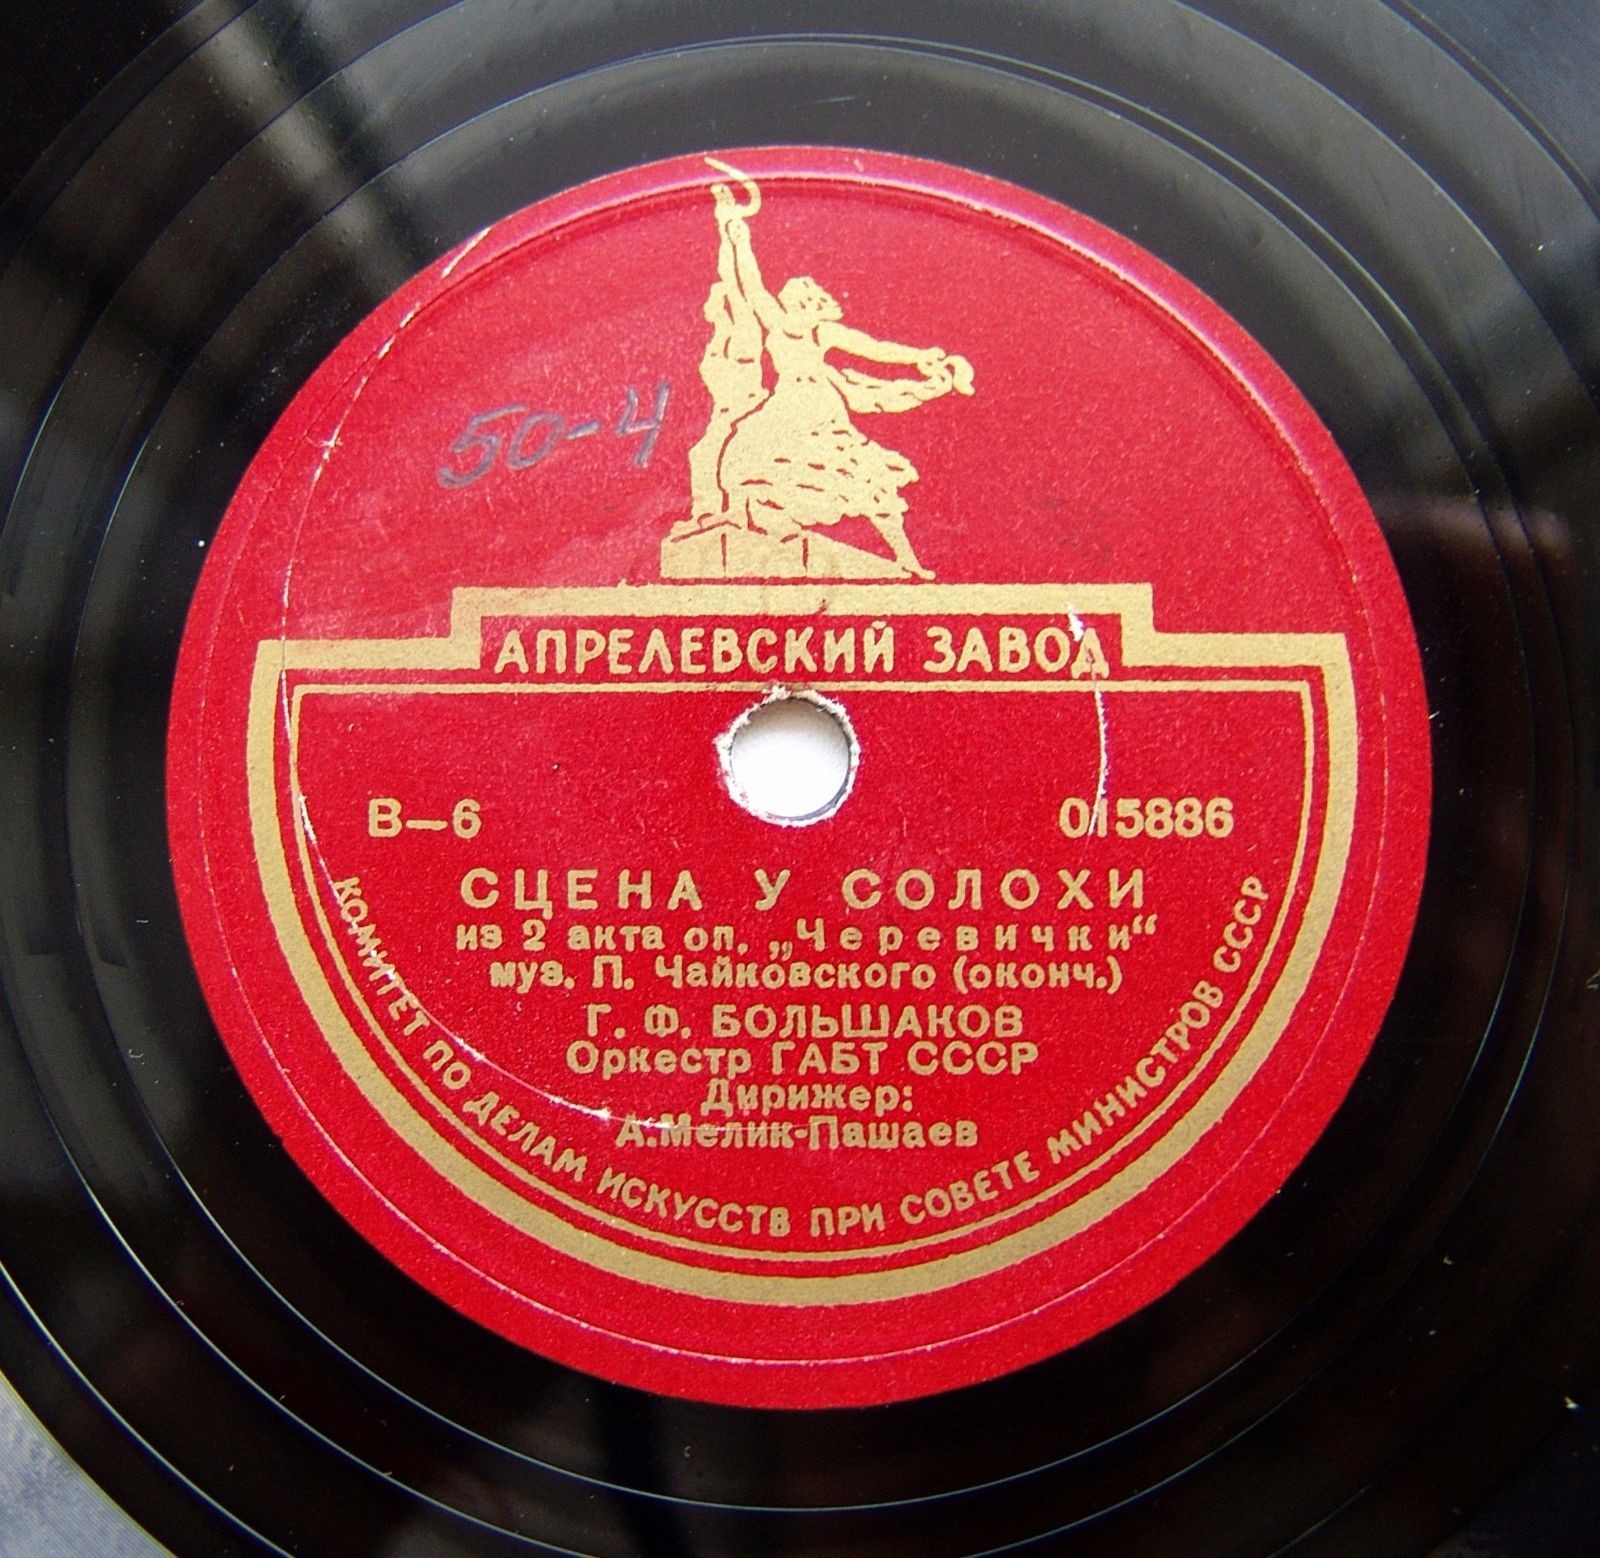 50-4
АПРЕЛЕВСКИЙ ЗАВОД
В–6 015886
СЦЕНА У СОЛОХИ
из 2 акта оп. „Черевички“
муз. П. Чайковского (оконч.)
Г. Ф. БОЛЬШАКОВ
Оркестр ГАБТ СССР
Дирижер:
А.Мелик-Пашаев
КОМИТЕТ ПО ДЕЛАМ ИСКУССТВ ПРИ СОВЕТЕ МИНИСТРОВ СССР